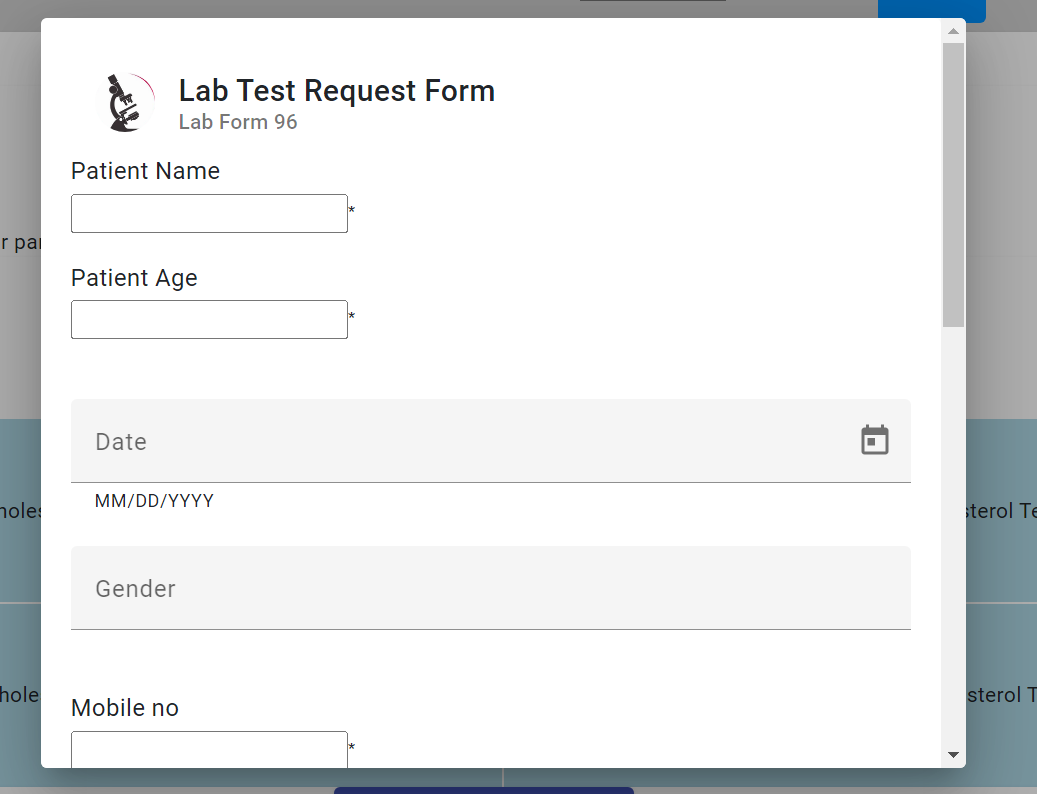 Lab Test Request Form
Lab Form 96
Patient Name
*
Patient Age
*
Date
MM/DD/YYYY
Gender
Mobile no
*